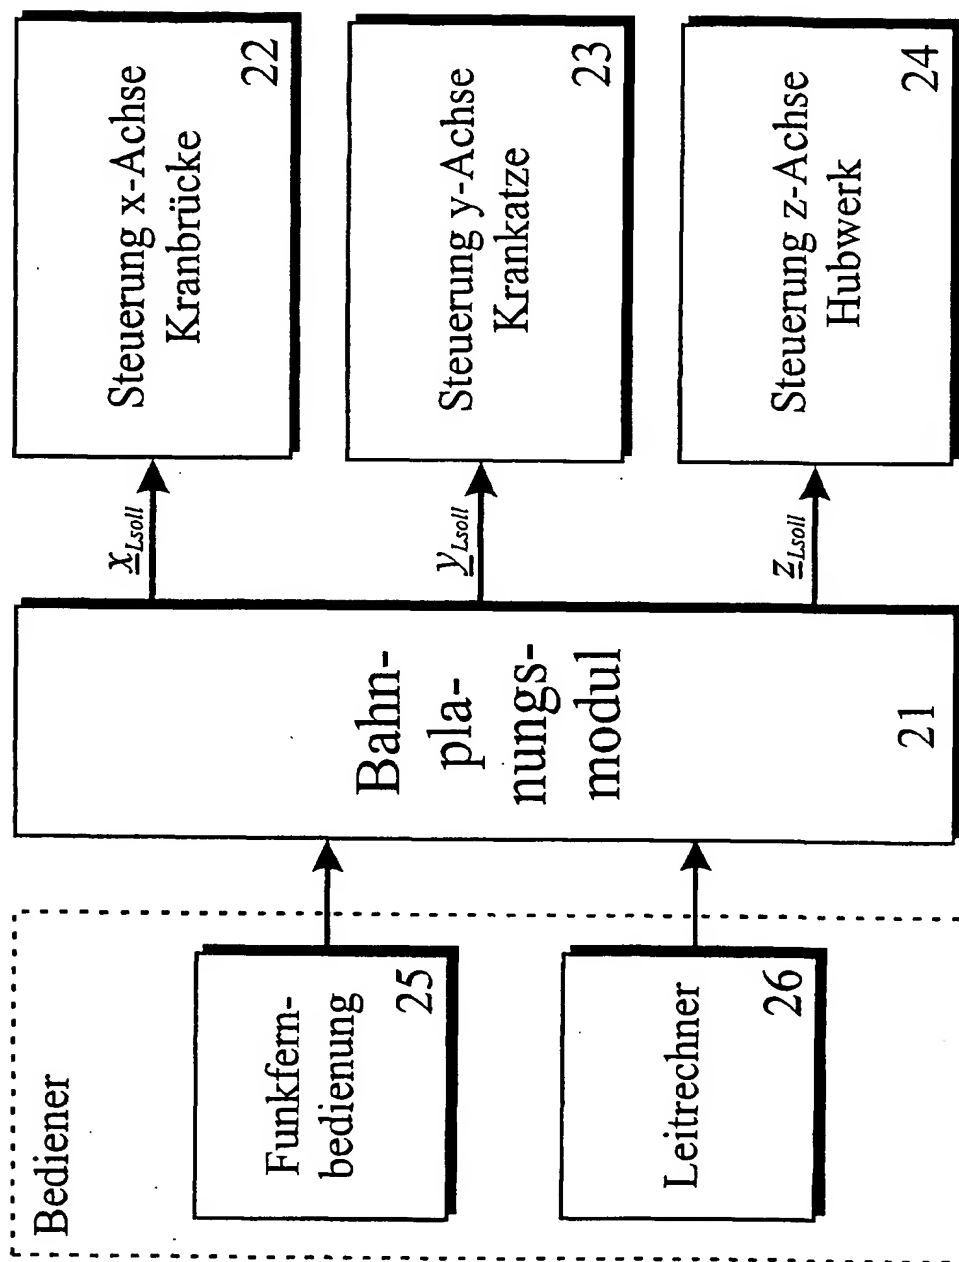 Bediener
Funkfern-
bedienung
25
Leitrechner
26
Bahn-
pla-
nungs-
modul
21
x_Lsoll
y_Lsoll
z_Lsoll
Steuerung x-Achse
Kranbrücke
22
Steuerung y-Achse
Krankatze
23
Steuerung z-Achse
Hubwerk
24